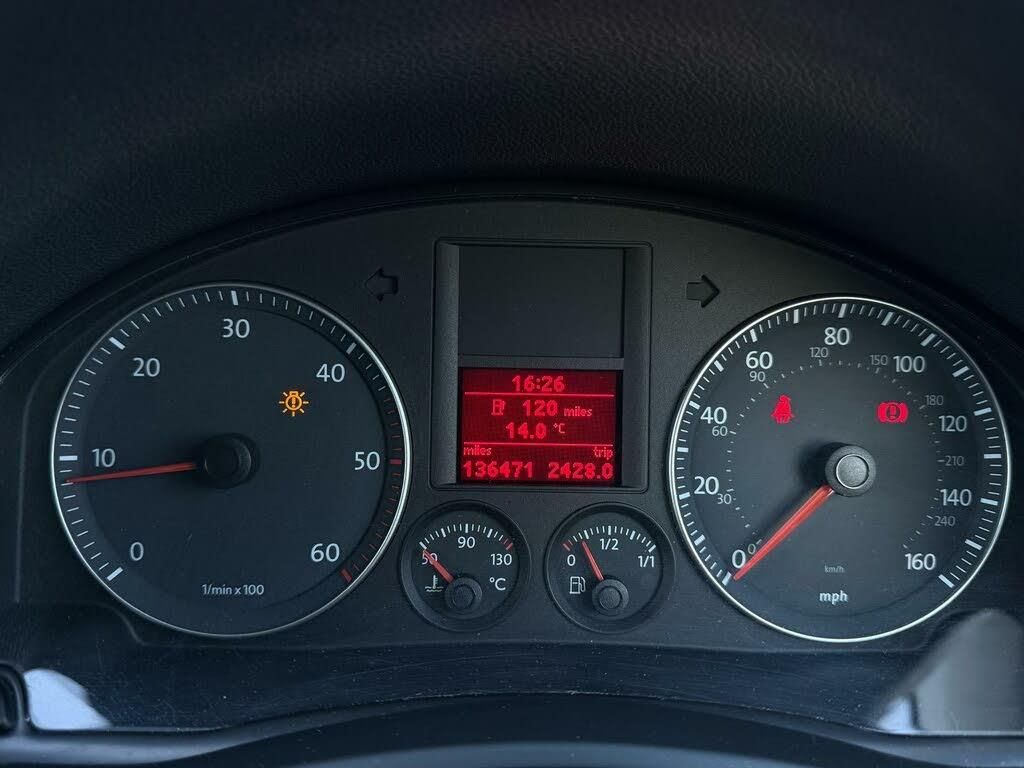 10
20
30
40
50
0
60
1/min x 100
16:26
120 miles
14.0 °C
miles trip
136471 2428.0
50 90 130
°C
0 1/2 1/1
0 20 40 60 80 100 120 140 160
0 30 60 90 120 150 180 210 240
km/h
mph